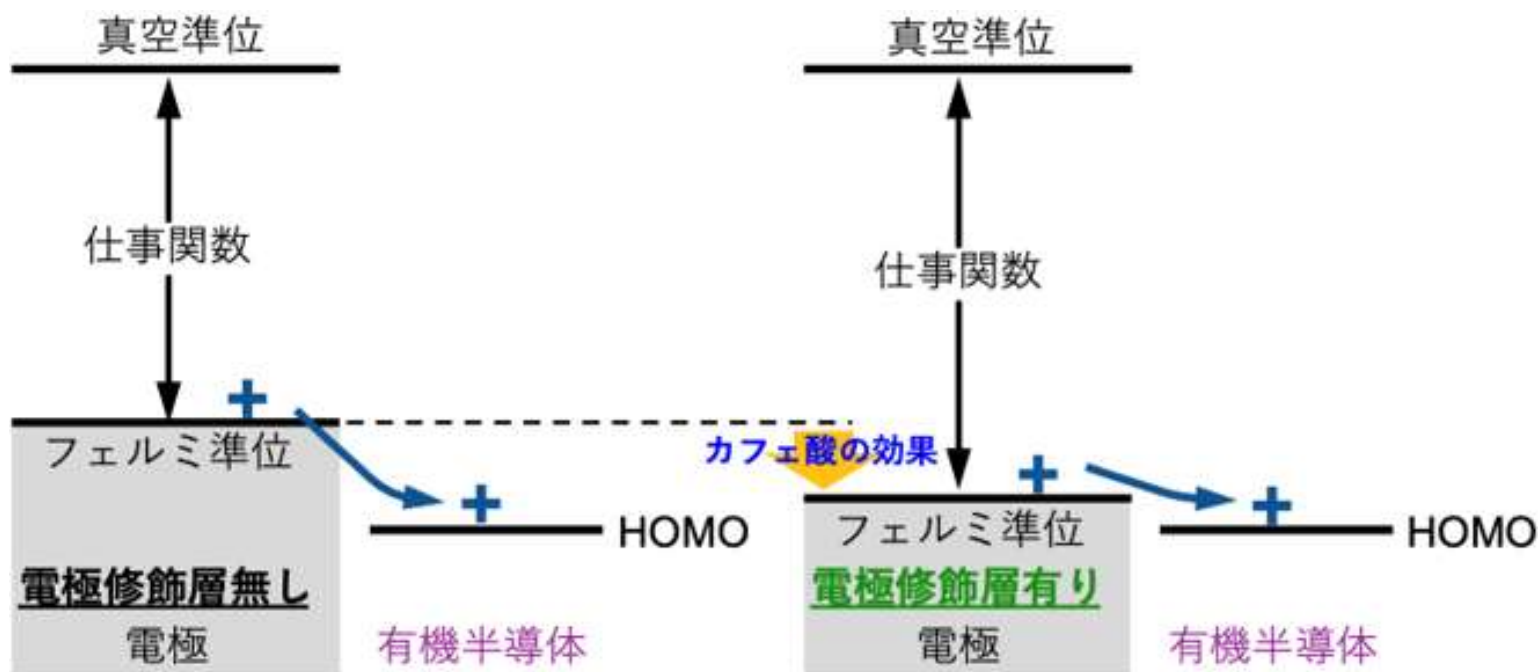 真空準位
仕事関数
フェルミ準位
HOMO
電極修飾層無し
電極
有機半導体
カフェ酸の効果
真空準位
仕事関数
フェルミ準位
HOMO
電極修飾層有り
電極
有機半導体